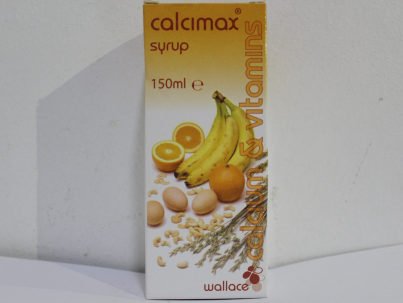 calcimax®
syrup
150ml ℮
calcium & vitamins
wallace